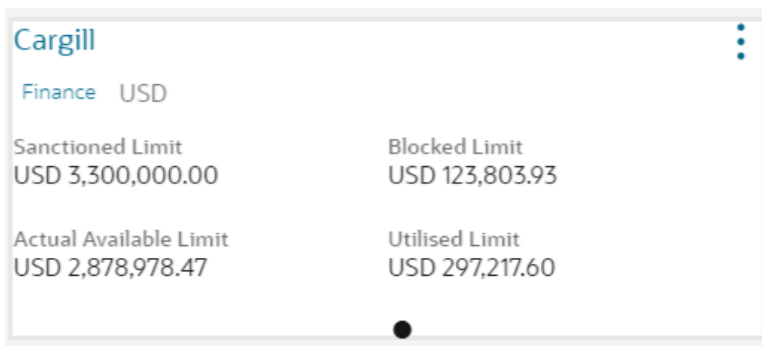 Cargill
Finance USD
Sanctioned Limit Blocked Limit
USD 3,300,000.00 USD 123,803.93
Actual Available Limit Utilised Limit
USD 2,878,978.47 USD 297,217.60